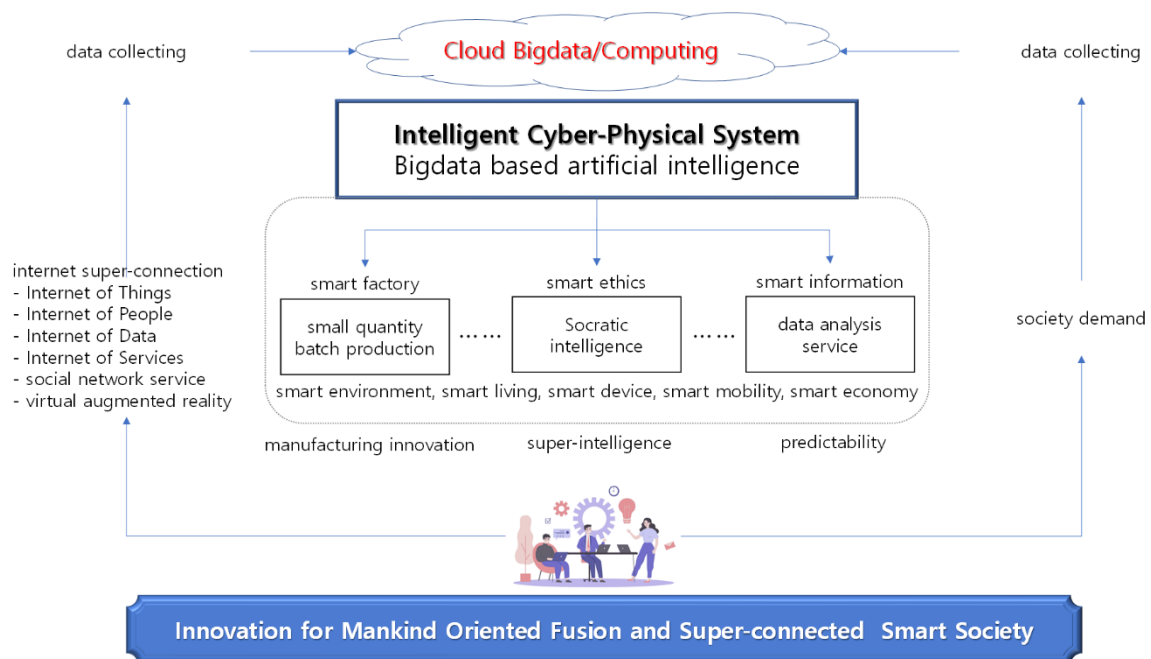 data collecting
Cloud Bigdata/Computing
data collecting
Intelligent Cyber-Physical System
Bigdata based artificial intelligence
internet super-connection
- Internet of Things
- Internet of People
- Internet of Data
- Internet of Services
- social network service
- virtual augmented reality
smart factory
small quantity
batch production
……
smart ethics
Socratic
intelligence
……
smart information
data analysis
service
smart environment, smart living, smart device, smart mobility, smart economy
manufacturing innovation
super-intelligence
predictability
society demand
Innovation for Mankind Oriented Fusion and Super-connected Smart Society